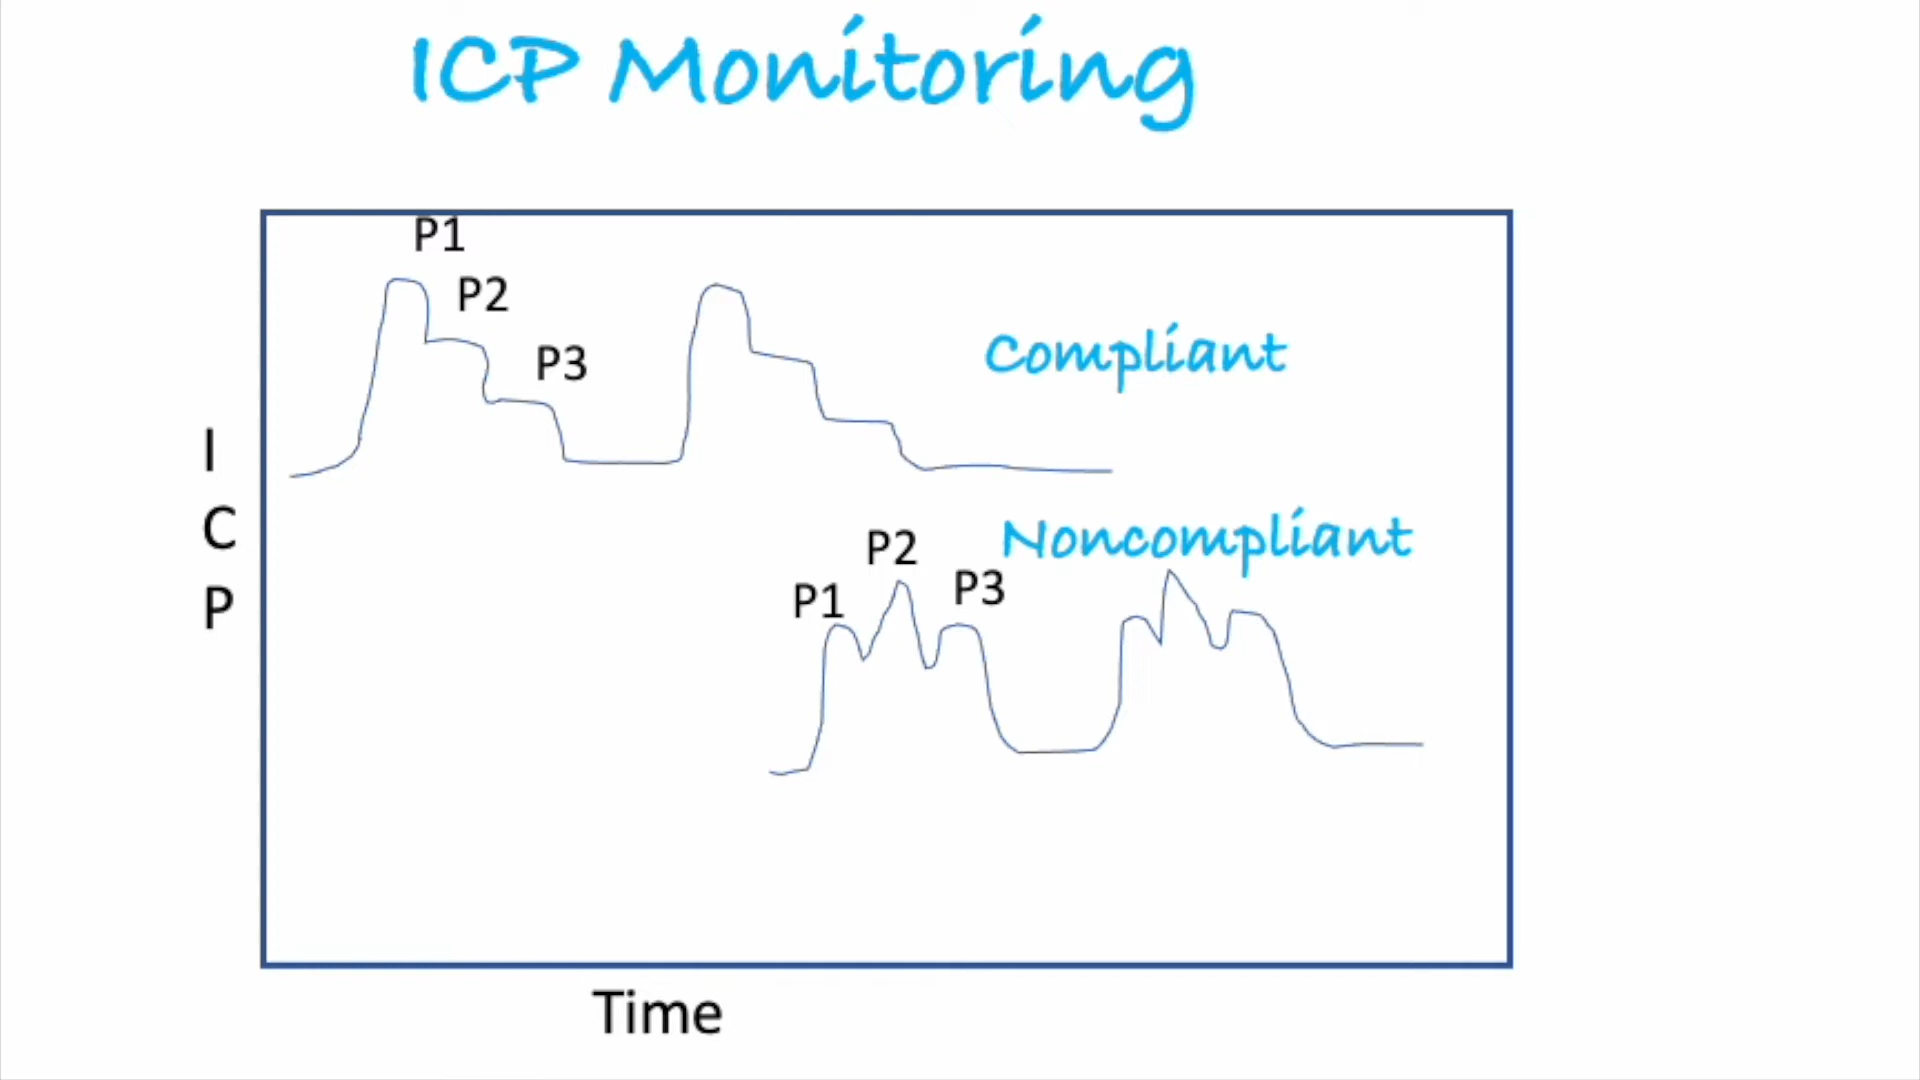 ICP Monitoring
P1
P2
P3
Compliant
I
C
P
Noncompliant
P2
P3
P1
Time